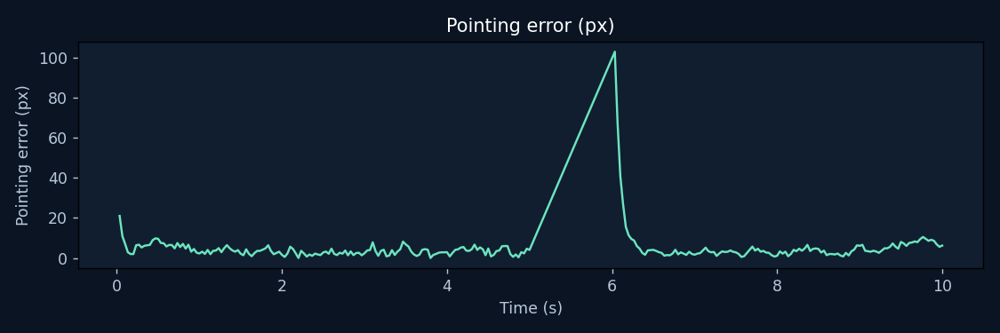 Pointing error (px)
Pointing error (px)
100
80
60
40
20
0
0 2 4 6 8 10
Time (s)